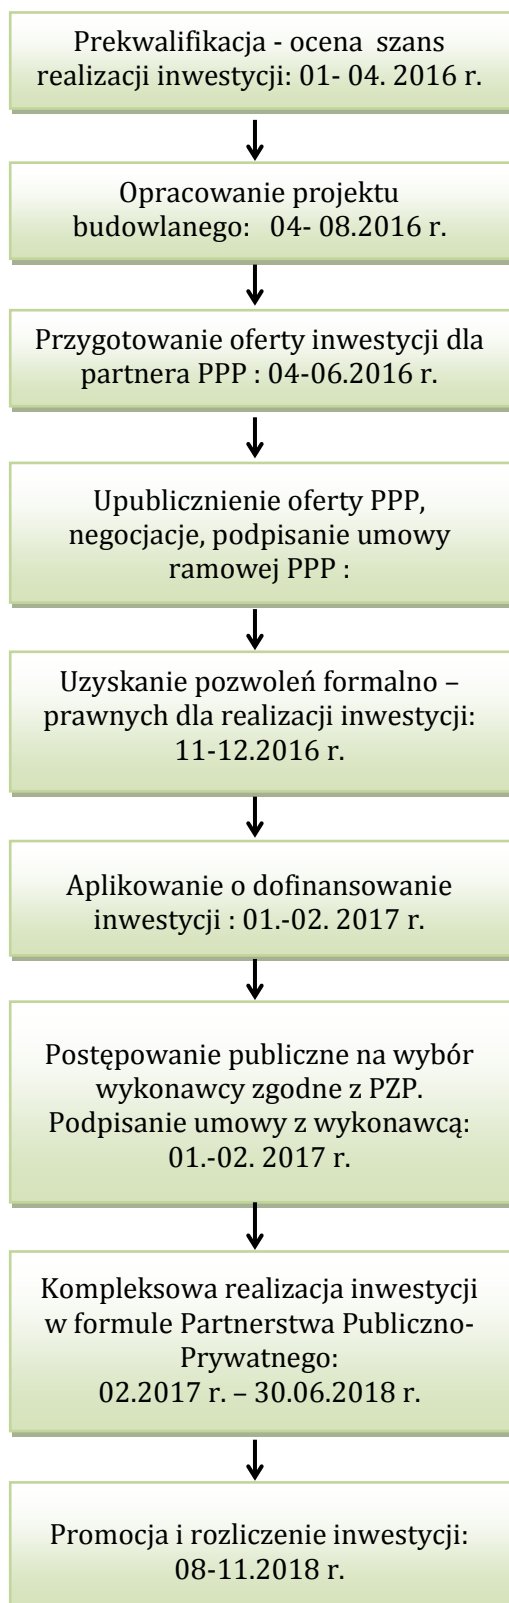 Prekwalifikacja - ocena szans
realizacji inwestycji: 01- 04. 2016 r.
Opracowanie projektu
budowlanego: 04- 08.2016 r.
Przygotowanie oferty inwestycji dla
partnera PPP : 04-06.2016 r.
Upublicznienie oferty PPP,
negocjacje, podpisanie umowy
ramowej PPP :
Uzyskanie pozwoleń formalno –
prawnych dla realizacji inwestycji:
11-12.2016 r.
Aplikowanie o dofinansowanie
inwestycji : 01.-02. 2017 r.
Postępowanie publiczne na wybór
wykonawcy zgodne z PZP.
Podpisanie umowy z wykonawcą:
01.-02. 2017 r.
Kompleksowa realizacja inwestycji
w formule Partnerstwa Publiczno-
Prywatnego:
02.2017 r. – 30.06.2018 r.
Promocja i rozliczenie inwestycji:
08-11.2018 r.